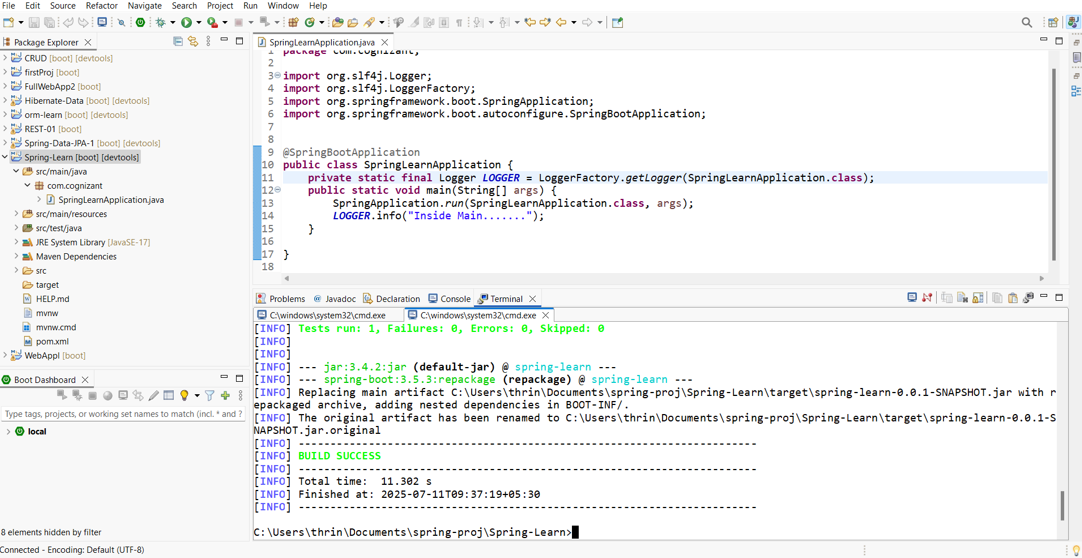 File Edit Source Refactor Navigate Search Project Run Window Help
Package Explorer
CRUD [boot] [devtools]
firstProj [boot]
FullWebApp2 [boot]
Hibernate-Data [boot] [devtools]
orm-learn [boot] [devtools]
REST-01 [boot]
Spring-Data-JPA-1 [boot] [devtools]
Spring-Learn [boot] [devtools]
src/main/java
com.cognizant
SpringLearnApplication.java
src/main/resources
src/test/java
JRE System Library [JavaSE-17]
Maven Dependencies
src
target
HELP.md
mvnw
mvnw.cmd
pom.xml
WebAppl [boot]
Boot Dashboard
Type tags, projects, or working set names to match (incl. * and ?
local
8 elements hidden by filter
SpringLearnApplication.java
1 package com.cognizant;
2
3 import org.slf4j.Logger;
4 import org.slf4j.LoggerFactory;
5 import org.springframework.boot.SpringApplication;
6 import org.springframework.boot.autoconfigure.SpringBootApplication;
7
8
9 @SpringBootApplication
10 public class SpringLearnApplication {
11 private static final Logger LOGGER = LoggerFactory.getLogger(SpringLearnApplication.class);
12 public static void main(String[] args) {
13 SpringApplication.run(SpringLearnApplication.class, args);
14 LOGGER.info("Inside Main.......");
15 }
16
17 }
18
Problems Javadoc Declaration Console Terminal
C:\windows\system32\cmd.exe C:\windows\system32\cmd.exe
[INFO] Tests run: 1, Failures: 0, Errors: 0, Skipped: 0
[INFO]
[INFO]
[INFO] --- jar:3.4.2:jar (default-jar) @ spring-learn ---
[INFO] --- spring-boot:3.5.3:repackage (repackage) @ spring-learn ---
[INFO] Replacing main artifact C:\Users\thrin\Documents\spring-proj\Spring-Learn\target\spring-learn-0.0.1-SNAPSHOT.jar with r
epackaged archive, adding nested dependencies in BOOT-INF/.
[INFO] The original artifact has been renamed to C:\Users\thrin\Documents\spring-proj\Spring-Learn\target\spring-learn-0.0.1-S
NAPSHOT.jar.original
[INFO] ------------------------------------------------------------------------
[INFO] BUILD SUCCESS
[INFO] ------------------------------------------------------------------------
[INFO] Total time: 11.302 s
[INFO] Finished at: 2025-07-11T09:37:19+05:30
[INFO] ------------------------------------------------------------------------
C:\Users\thrin\Documents\spring-proj\Spring-Learn>
Connected - Encoding: Default (UTF-8)